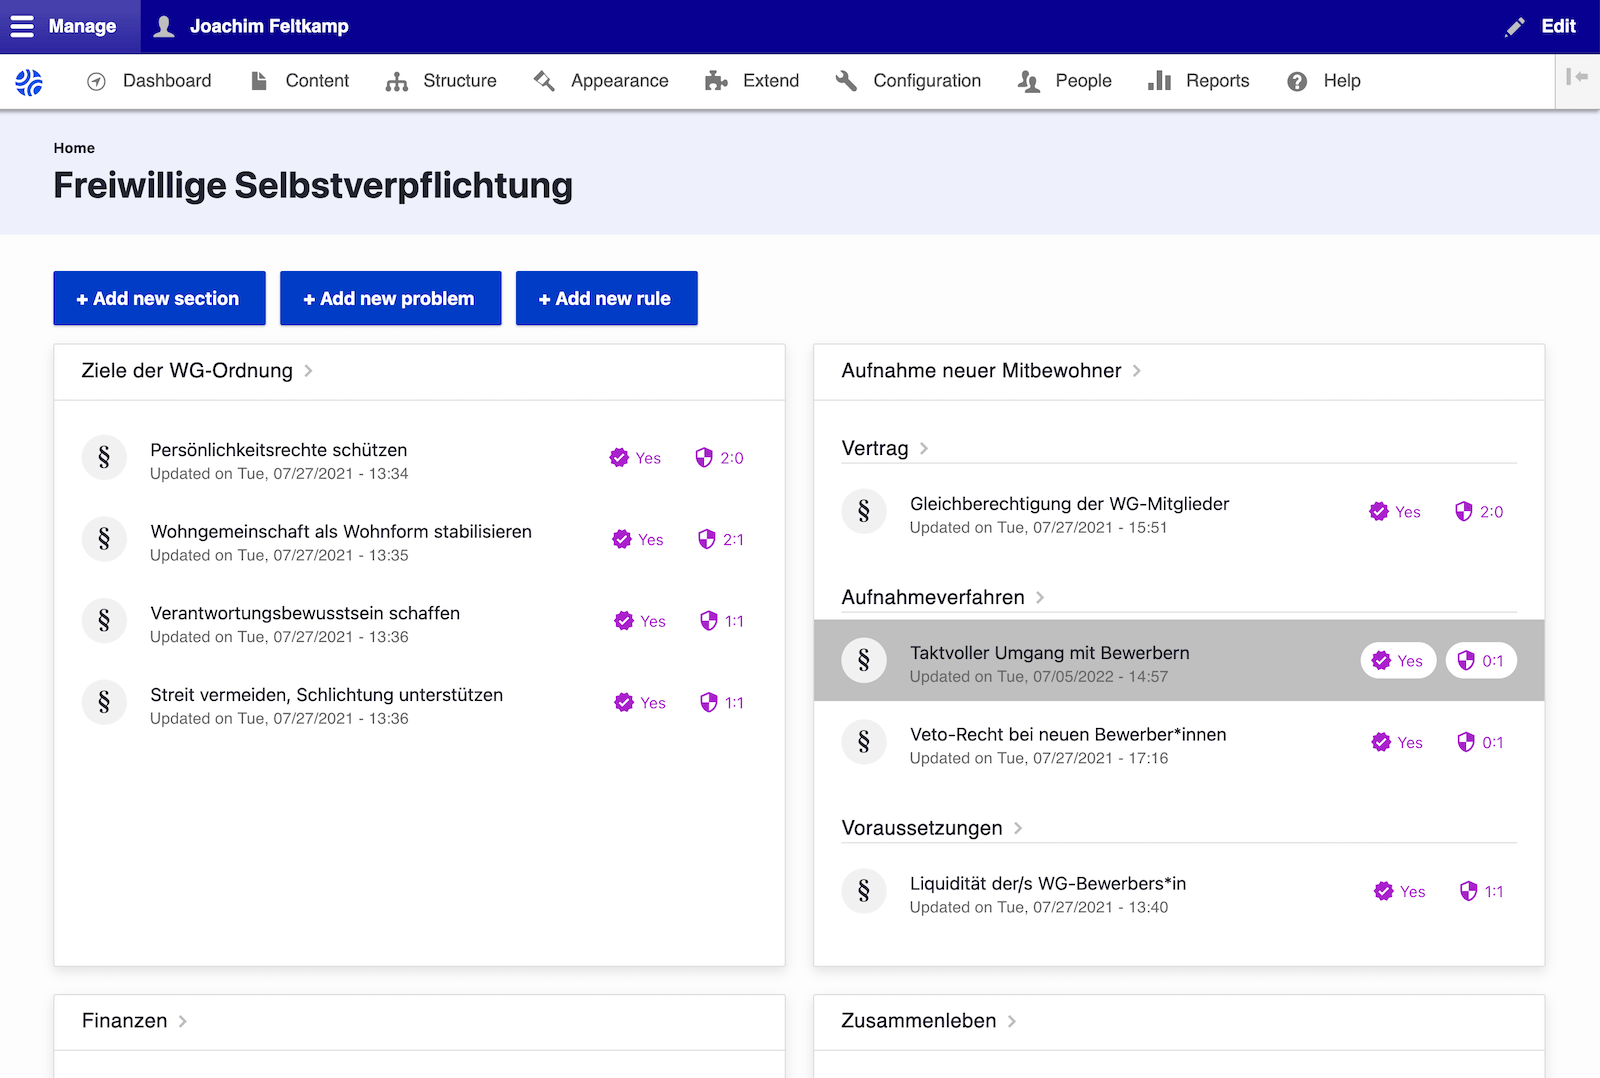 Manage
Joachim Feltkamp
Edit
Dashboard
Content
Structure
Appearance
Extend
Configuration
People
Reports
Help
Home
Freiwillige Selbstverpflichtung
+ Add new section
+ Add new problem
+ Add new rule
Ziele der WG-Ordnung
§
Persönlichkeitsrechte schützen
Yes
2:0
Updated on Tue, 07/27/2021 - 13:34
§
Wohngemeinschaft als Wohnform stabilisieren
Yes
2:1
Updated on Tue, 07/27/2021 - 13:35
§
Verantwortungsbewusstsein schaffen
Yes
1:1
Updated on Tue, 07/27/2021 - 13:36
§
Streit vermeiden, Schlichtung unterstützen
Yes
1:1
Updated on Tue, 07/27/2021 - 13:36
Aufnahme neuer Mitbewohner
Vertrag
§
Gleichberechtigung der WG-Mitglieder
Yes
2:0
Updated on Tue, 07/27/2021 - 15:51
Aufnahmeverfahren
§
Taktvoller Umgang mit Bewerbern
Yes
0:1
Updated on Tue, 07/05/2022 - 14:57
§
Veto-Recht bei neuen Bewerber*innen
Yes
0:1
Updated on Tue, 07/27/2021 - 17:16
Voraussetzungen
§
Liquidität der/s WG-Bewerbers*in
Yes
1:1
Updated on Tue, 07/27/2021 - 13:40
Finanzen
Zusammenleben